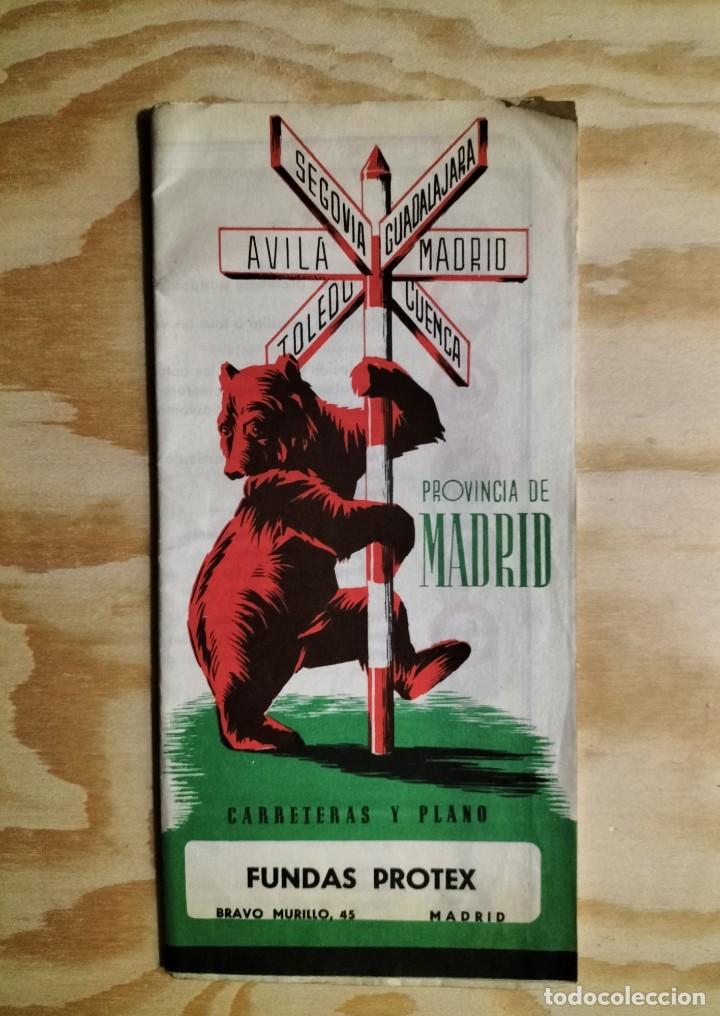 SEGOVIA
GUADALAJARA
AVILA
MADRID
TOLEDO
CUENCA
PROVINCIA DE
MADRID
CARRETERAS Y PLANO
FUNDAS PROTEX
BRAVO MURILLO, 45 MADRID
todocoleccion